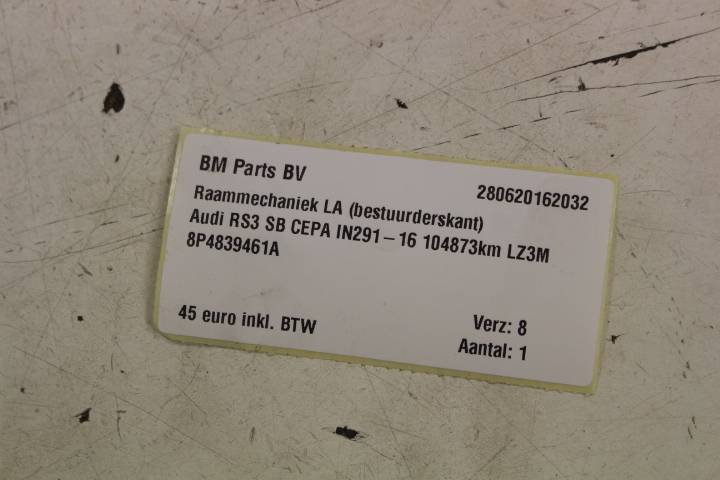 BM Parts BV
280620162032
Raammechaniek LA (bestuurderskant)
Audi RS3 SB CEPA IN291-16 104873km LZ3M
8P4839461A
45 euro inkl. BTW
Verz: 8
Aantal: 1